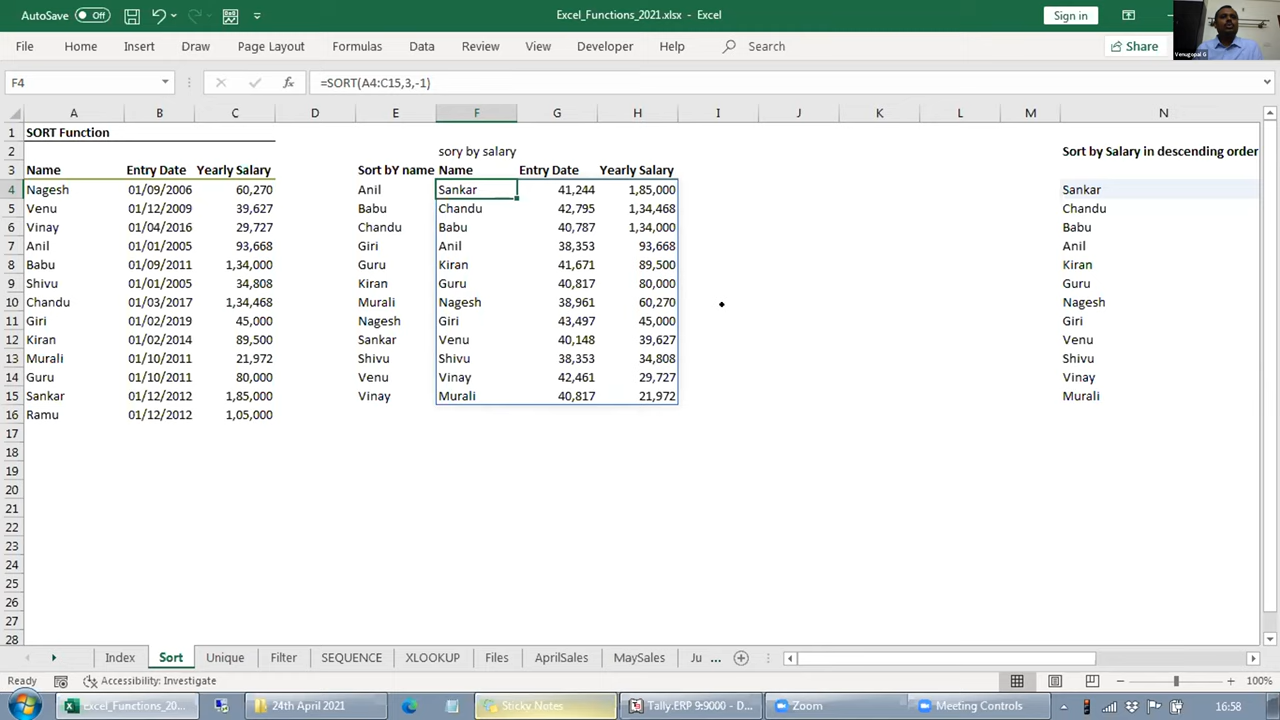 AutoSave Off Excel_Functions_2021.xlsx - Excel Sign in
Venugopal G
File Home Insert Draw Page Layout Formulas Data Review View Developer Help Search Share
F4 fx =SORT(A4:C15,3,-1)
A B C D E F G H I J K L M N
1 SORT Function
2 sory by salary Sort by Salary in descending order
3 Name Entry Date Yearly Salary Sort bY name Name Entry Date Yearly Salary
4 Nagesh 01/09/2006 60,270 Anil Sankar 41,244 1,85,000 Sankar
5 Venu 01/12/2009 39,627 Babu Chandu 42,795 1,34,468 Chandu
6 Vinay 01/04/2016 29,727 Chandu Babu 40,787 1,34,000 Babu
7 Anil 01/01/2005 93,668 Giri Anil 38,353 93,668 Anil
8 Babu 01/09/2011 1,34,000 Guru Kiran 41,671 89,500 Kiran
9 Shivu 01/01/2005 34,808 Kiran Guru 40,817 80,000 Guru
10 Chandu 01/03/2017 1,34,468 Murali Nagesh 38,961 60,270 Nagesh
11 Giri 01/02/2019 45,000 Nagesh Giri 43,497 45,000 Giri
12 Kiran 01/02/2014 89,500 Sankar Venu 40,148 39,627 Venu
13 Murali 01/10/2011 21,972 Shivu Shivu 38,353 34,808 Shivu
14 Guru 01/10/2011 80,000 Venu Vinay 42,461 29,727 Vinay
15 Sankar 01/12/2012 1,85,000 Vinay Murali 40,817 21,972 Murali
16 Ramu 01/12/2012 1,05,000
17
18
19
20
21
22
23
24
25
26
27
28
Index Sort Unique Filter SEQUENCE XLOOKUP Files AprilSales MaySales Ju ...
Ready Accessibility: Investigate 100%
Excel_Functions_20... 24th April 2021 Sticky Notes Tally.ERP 9:9000 - D... Zoom Meeting Controls 16:58